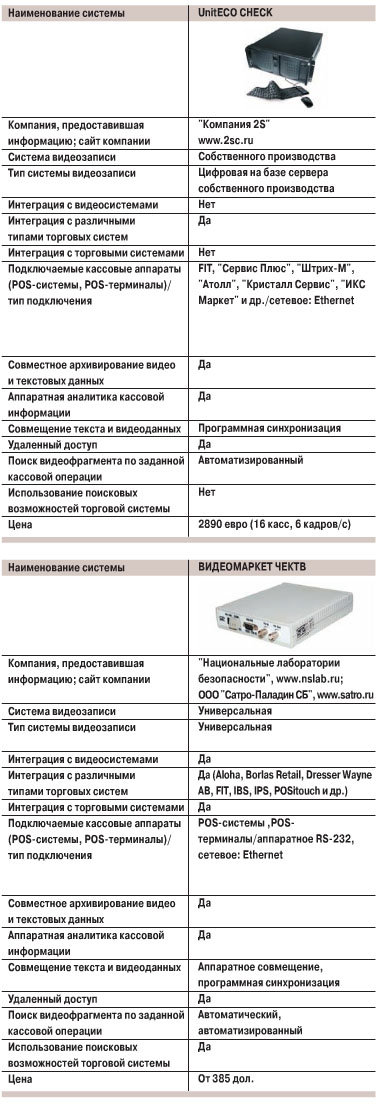 Наименование системы UnitECO CHECK
Компания, предоставившая "Компания 2S"
информацию; сайт компании www.2sc.ru
Система видеозаписи Собственного производства
Тип системы видеозаписи Цифровая на базе сервера
собственного производства
Интеграция с видеосистемами Нет
Интеграция с различными Да
типами торговых систем
Интеграция с торговыми системами Нет
Подключаемые кассовые аппараты FIT, "Сервис Плюс", "Штрих-М",
(POS-системы, POS-терминалы)/ "Атолл", "Кристалл Сервис", "ИКС
тип подключения Маркет" и др./сетевое: Ethernet
Совместное архивирование видео Да
и текстовых данных
Аппаратная аналитика кассовой Да
информации
Совмещение текста и видеоданных Программная синхронизация
Удаленный доступ Да
Поиск видеофрагмента по заданной Автоматизированный
кассовой операции
Использование поисковых Нет
возможностей торговой системы
Цена 2890 евро (16 касс, 6 кадров/с)
Наименование системы ВИДЕОМАРКЕТ ЧЕКТВ
Компания, предоставившая "Национальные лаборатории
информацию; сайт компании безопасности", www.nslab.ru;
ООО "Сатро-Паладин СБ", www.satro.ru
Система видеозаписи Универсальная
Тип системы видеозаписи Универсальная
Интеграция с видеосистемами Да
Интеграция с различными Да (Aloha, Borlas Retail, Dresser Wayne
типами торговых систем AB, FIT, IBS, IPS, POSitouch и др.)
Интеграция с торговыми системами Да
Подключаемые кассовые аппараты POS-системы ,POS-
(POS-системы, POS-терминалы)/ терминалы/аппаратное RS-232,
тип подключения сетевое: Ethernet
Совместное архивирование видео Да
и текстовых данных
Аппаратная аналитика кассовой Да
информации
Совмещение текста и видеоданных Аппаратное совмещение,
программная синхронизация
Удаленный доступ Да
Поиск видеофрагмента по заданной Автоматический,
кассовой операции автоматизированный
Использование поисковых Да
возможностей торговой системы
Цена От 385 дол.